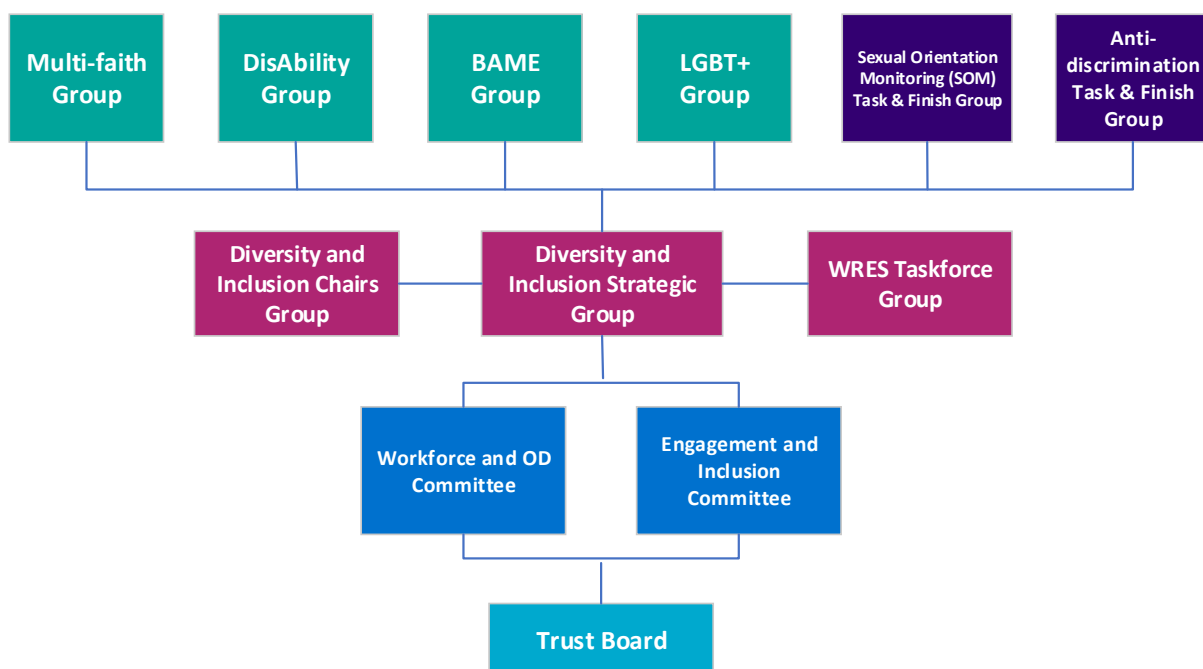 Multi-faith
Group
DisAbility
Group
BAME
Group
LGBT+
Group
Sexual Orientation
Monitoring (SOM)
Task & Finish Group
Anti-
discrimination
Task & Finish
Group
Diversity and
Inclusion Chairs
Group
Diversity and
Inclusion Strategic
Group
WRES Taskforce
Group
Workforce and OD
Committee
Engagement and
Inclusion
Committee
Trust Board